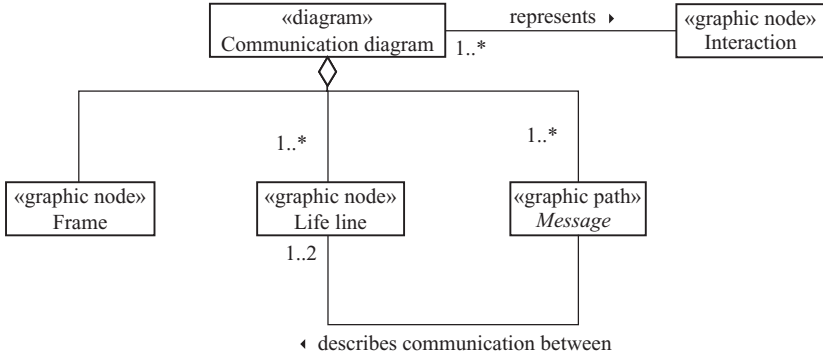 «diagram»
Communication diagram
represents ▸
1..*
«graphic node»
Interaction
1..*
1..*
«graphic node»
Frame
«graphic node»
Life line
«graphic path»
Message
1..2
◂ describes communication between